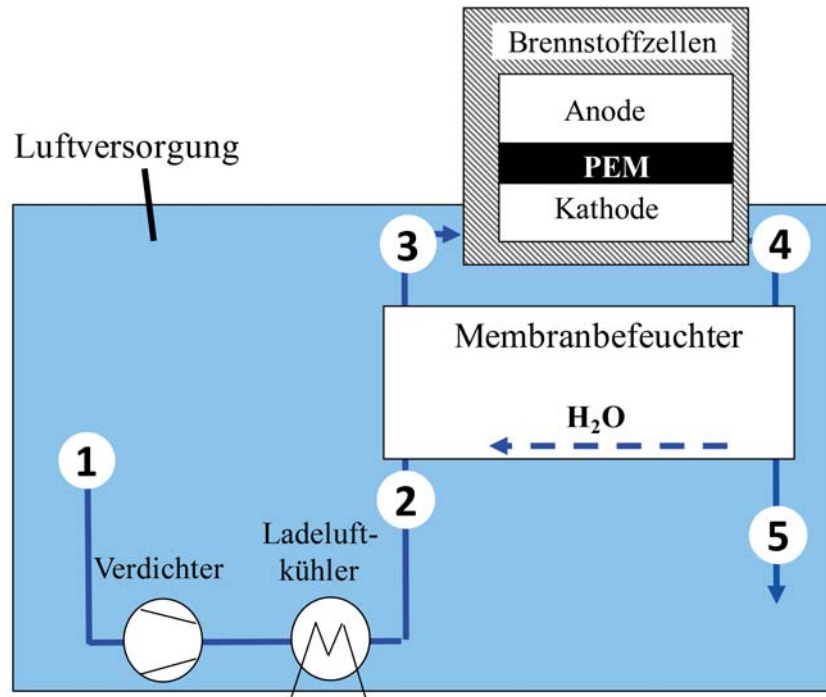 Brennstoffzellen
Anode
PEM
Kathode
Luftversorgung
3
4
Membranbefeuchter
H₂O
1
2
5
Verdichter
Ladeluft-
kühler